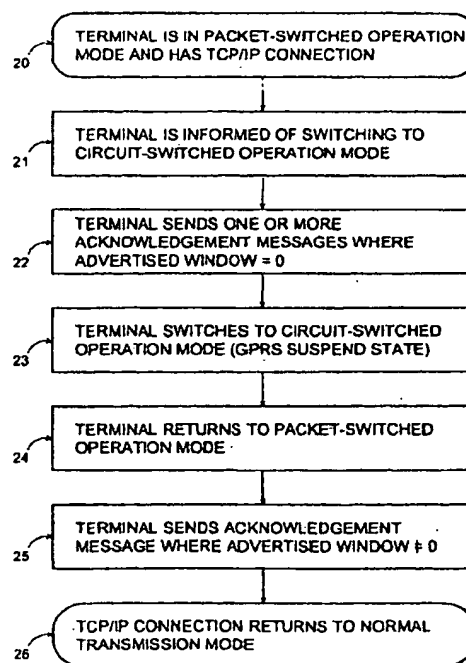 TERMINAL IS IN PACKET-SWITCHED OPERATION
MODE AND HAS TCP/IP CONNECTION
20
TERMINAL IS INFORMED OF SWITCHING TO
CIRCUIT-SWITCHED OPERATION MODE
21
TERMINAL SENDS ONE OR MORE
ACKNOWLEDGEMENT MESSAGES WHERE
ADVERTISED WINDOW = 0
22
TERMINAL SWITCHES TO CIRCUIT-SWITCHED
OPERATION MODE (GPRS SUSPEND STATE)
23
TERMINAL RETURNS TO PACKET-SWITCHED
OPERATION MODE
24
TERMINAL SENDS ACKNOWLEDGEMENT
MESSAGE WHERE ADVERTISED WINDOW ≠ 0
25
TCP/IP CONNECTION RETURNS TO NORMAL
TRANSMISSION MODE
26